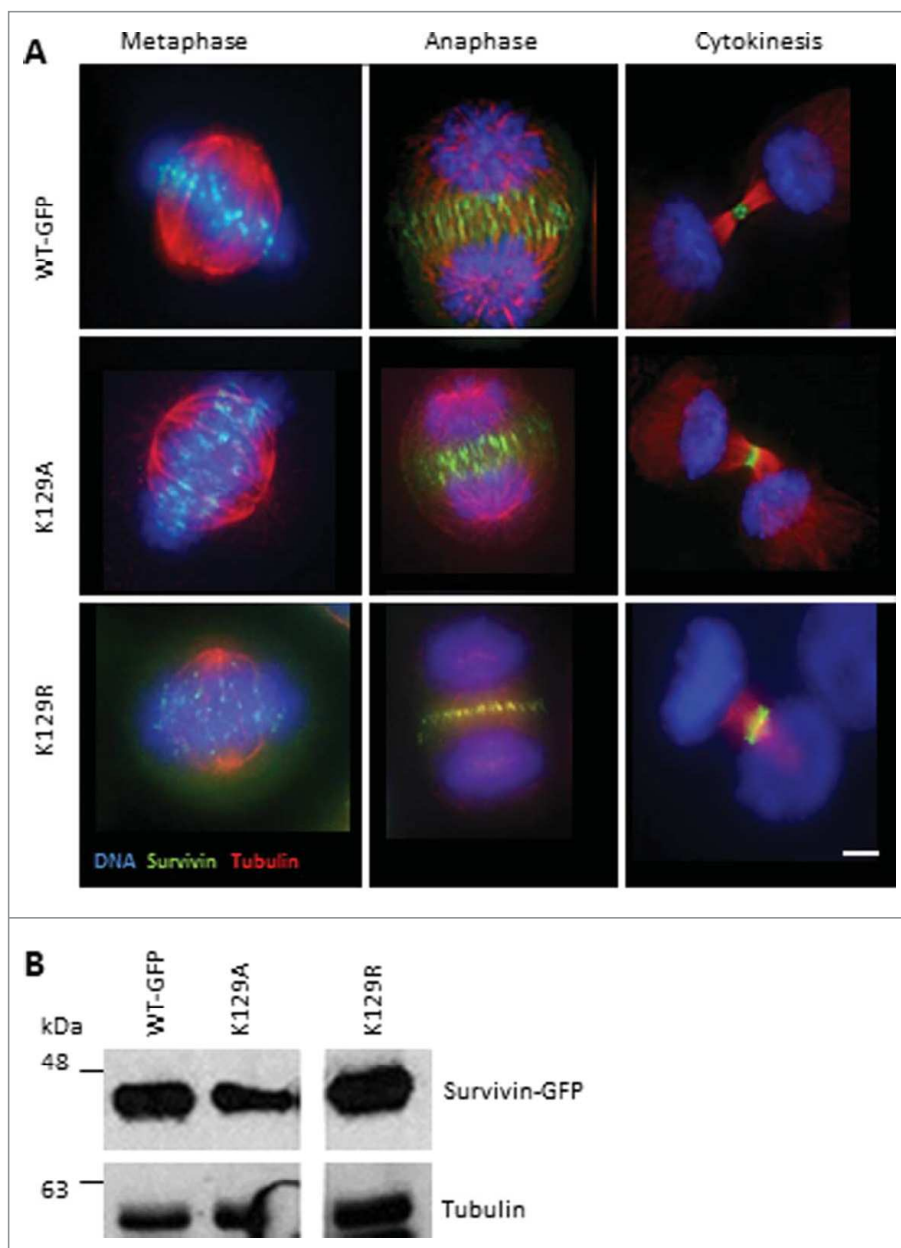 A
Metaphase Anaphase Cytokinesis
WT-GFP
K129A
K129R
DNA Survivin Tubulin
B
WT-GFP K129A K129R
kDa
48
Survivin-GFP
63
Tubulin